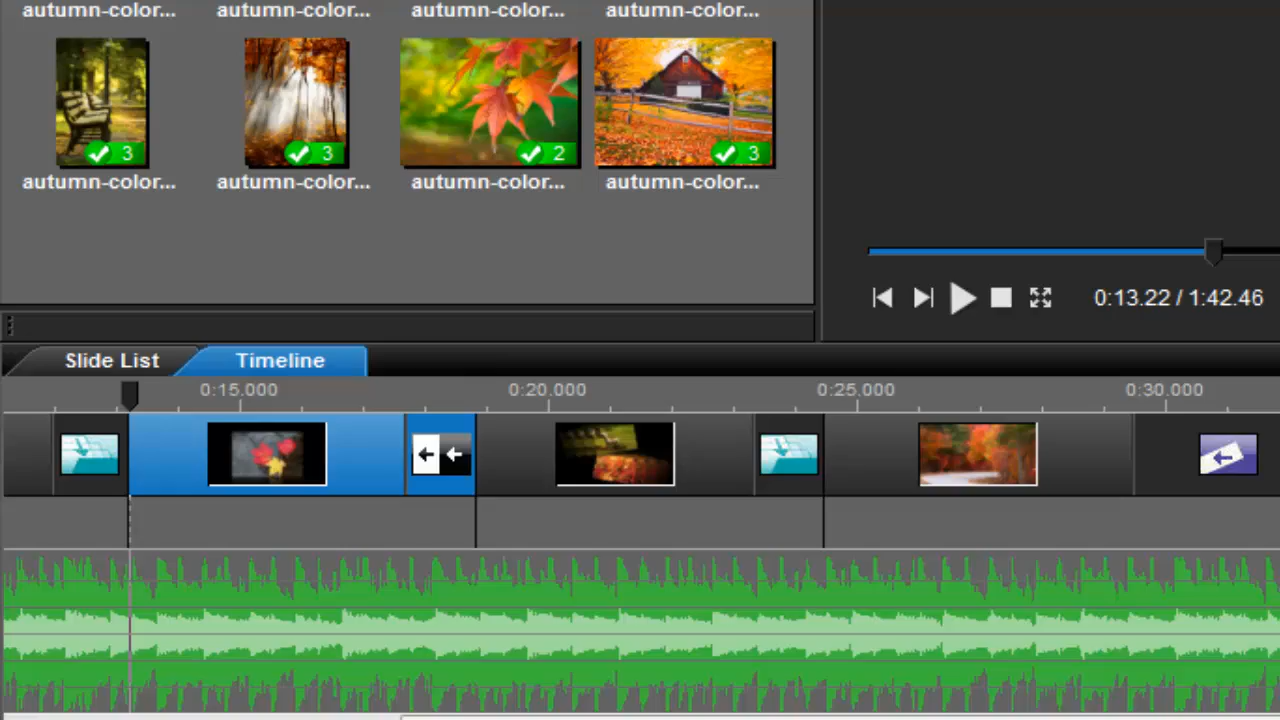 autumn-color... autumn-color... autumn-color... autumn-color...
3 3 2 3
autumn-color... autumn-color... autumn-color... autumn-color...
0:13.22 / 1:42.46
Slide List Timeline
0:15.000 0:20.000 0:25.000 0:30.000